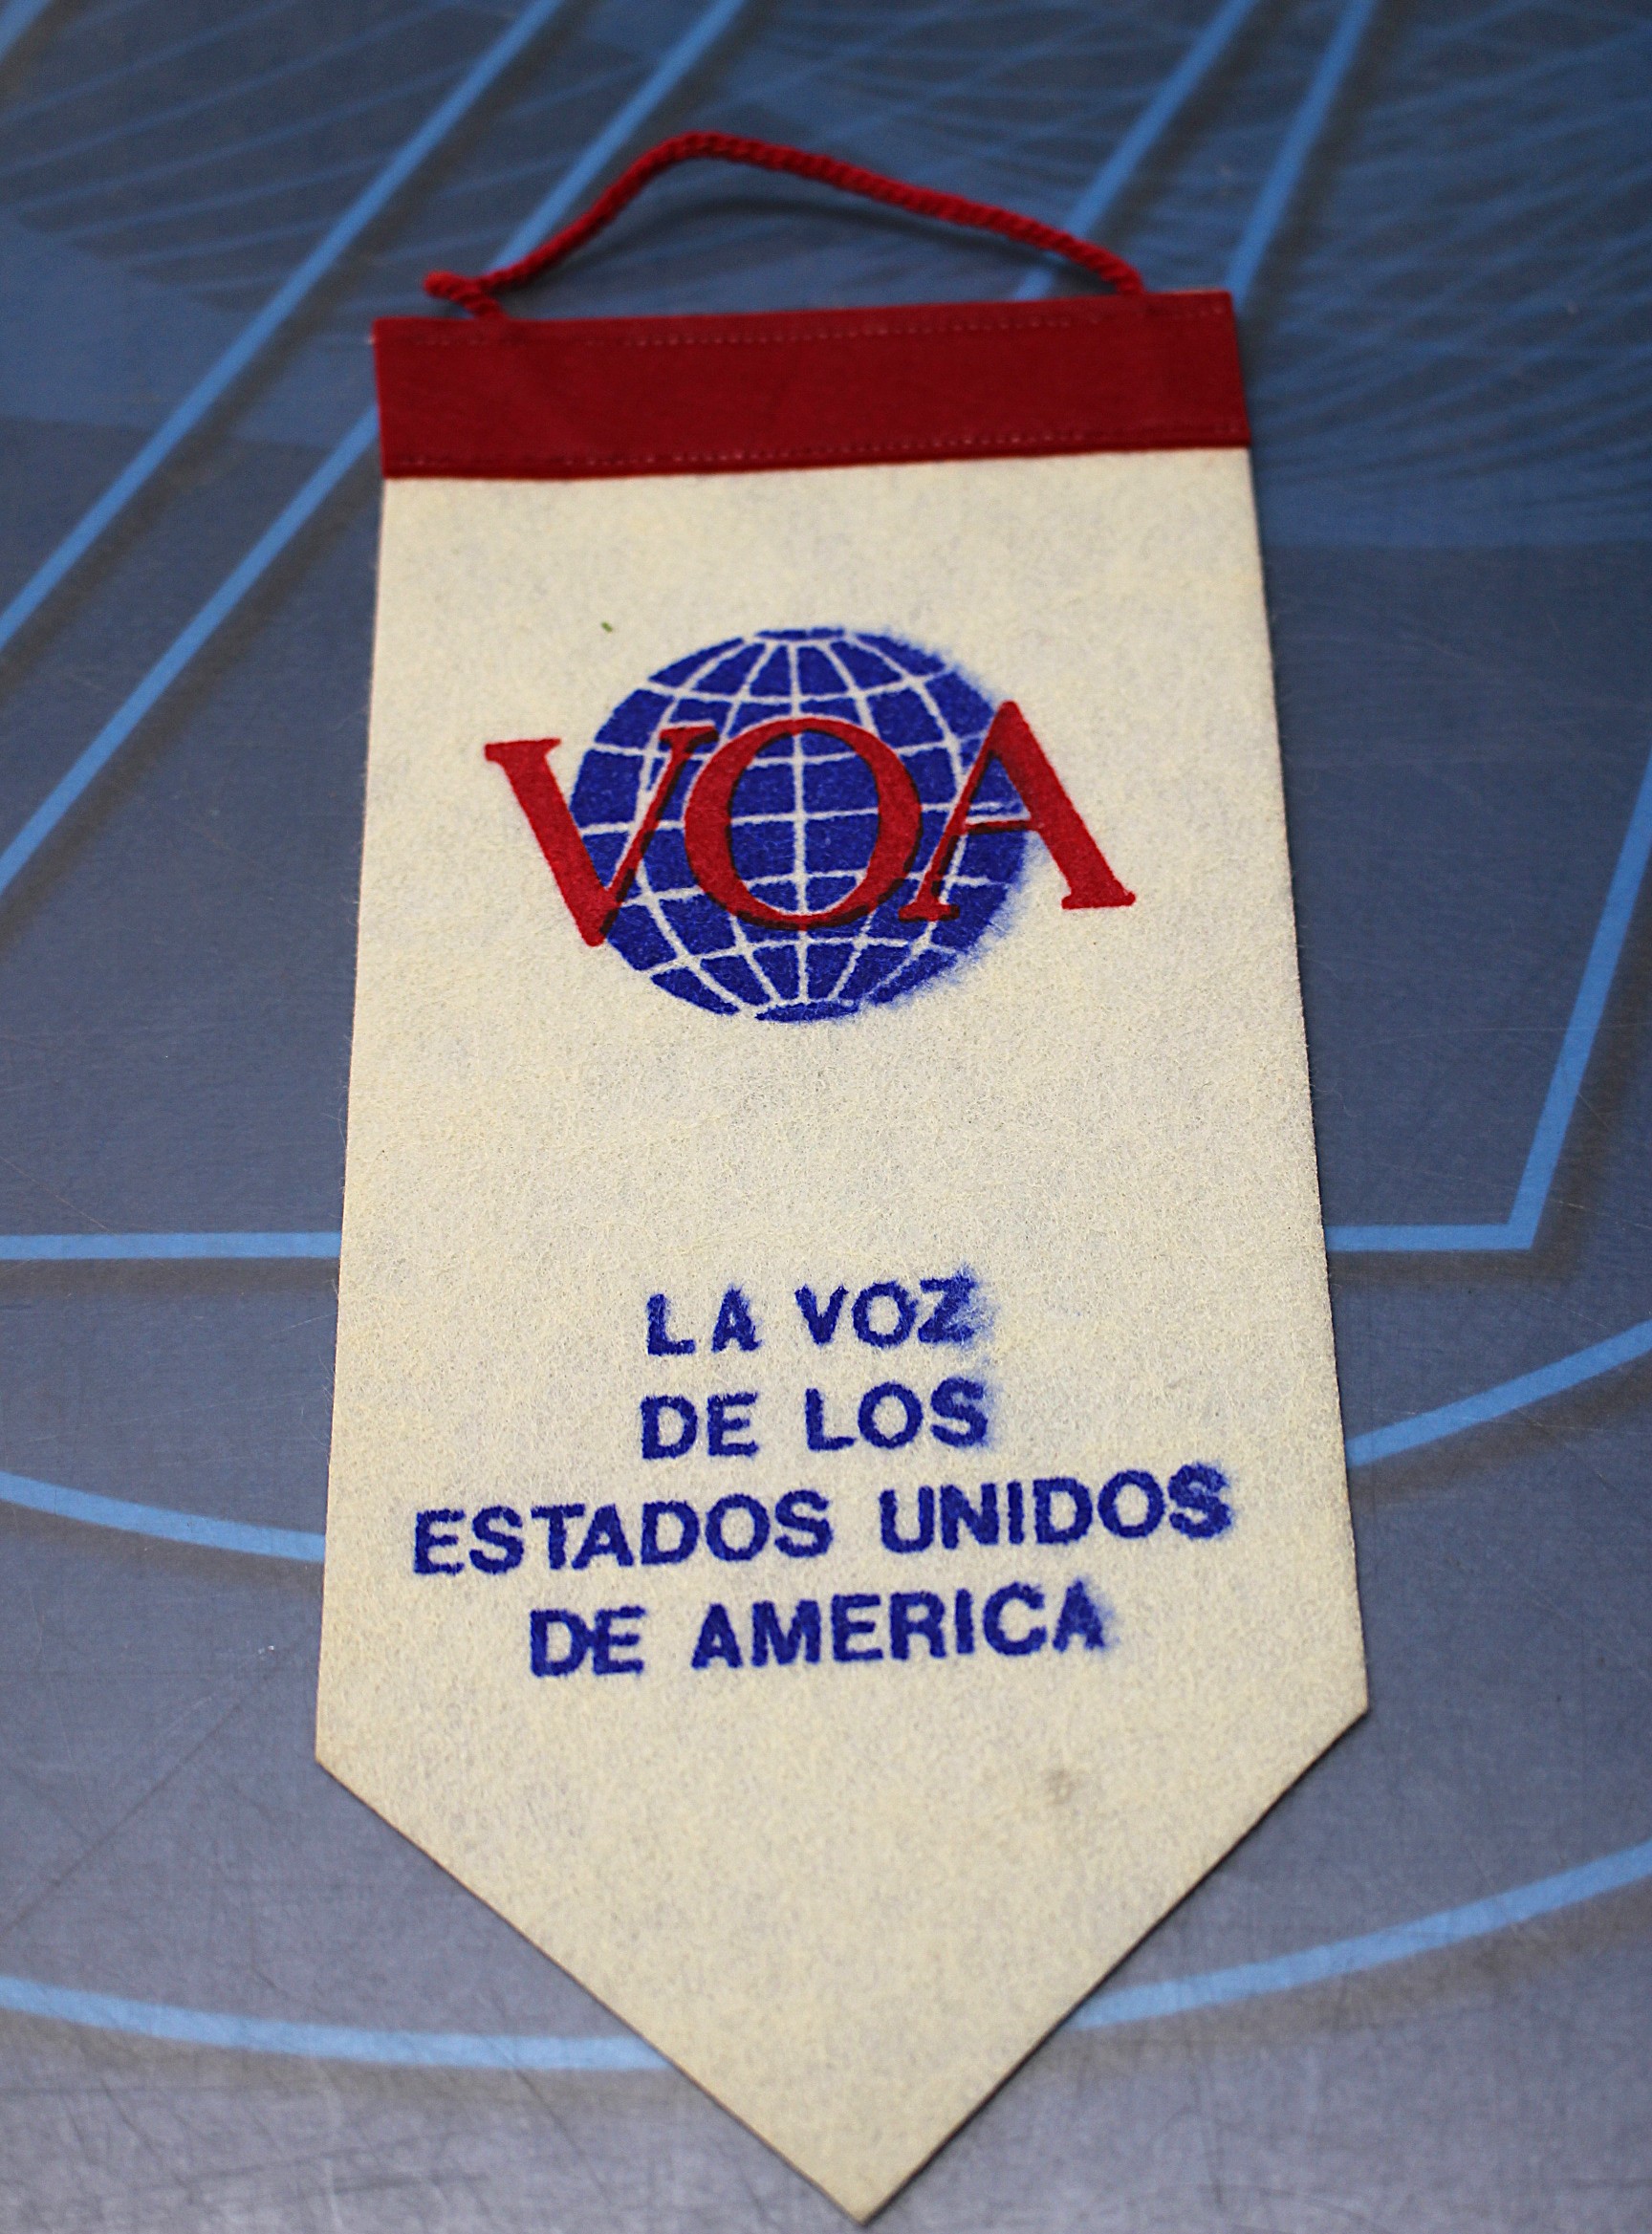 VOA
LA VOZ
DE LOS
ESTADOS UNIDOS
DE AMERICA